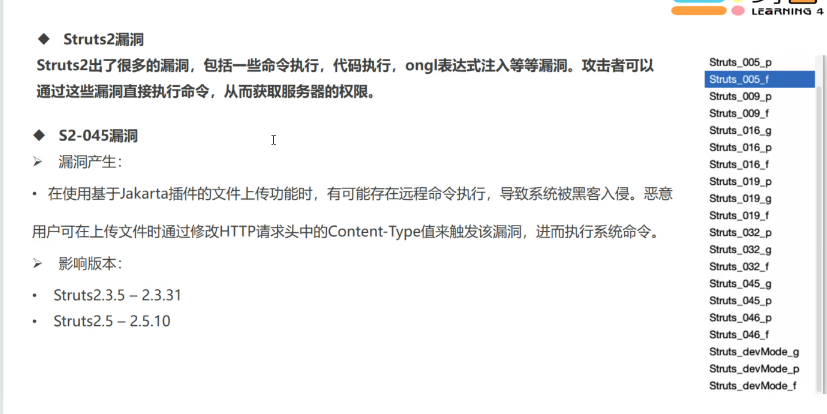 LEARNING 4
◆ Struts2漏洞
Struts2出了很多的漏洞，包括一些命令执行，代码执行，ongl表达式注入等等漏洞。攻击者可以
通过这些漏洞直接执行命令，从而获取服务器的权限。
◆ S2-045漏洞
➢ 漏洞产生：
• 在使用基于Jakarta插件的文件上传功能时，有可能存在远程命令执行，导致系统被黑客入侵。恶意
用户可在上传文件时通过修改HTTP请求头中的Content-Type值来触发该漏洞，进而执行系统命令。
➢ 影响版本：
• Struts2.3.5 – 2.3.31
• Struts2.5 – 2.5.10
Struts_005_p
Struts_005_f
Struts_009_p
Struts_009_f
Struts_016_g
Struts_016_p
Struts_016_f
Struts_019_p
Struts_019_g
Struts_019_f
Struts_032_p
Struts_032_g
Struts_032_f
Struts_045_g
Struts_045_p
Struts_046_p
Struts_046_f
Struts_devMode_g
Struts_devMode_p
Struts_devMode_f